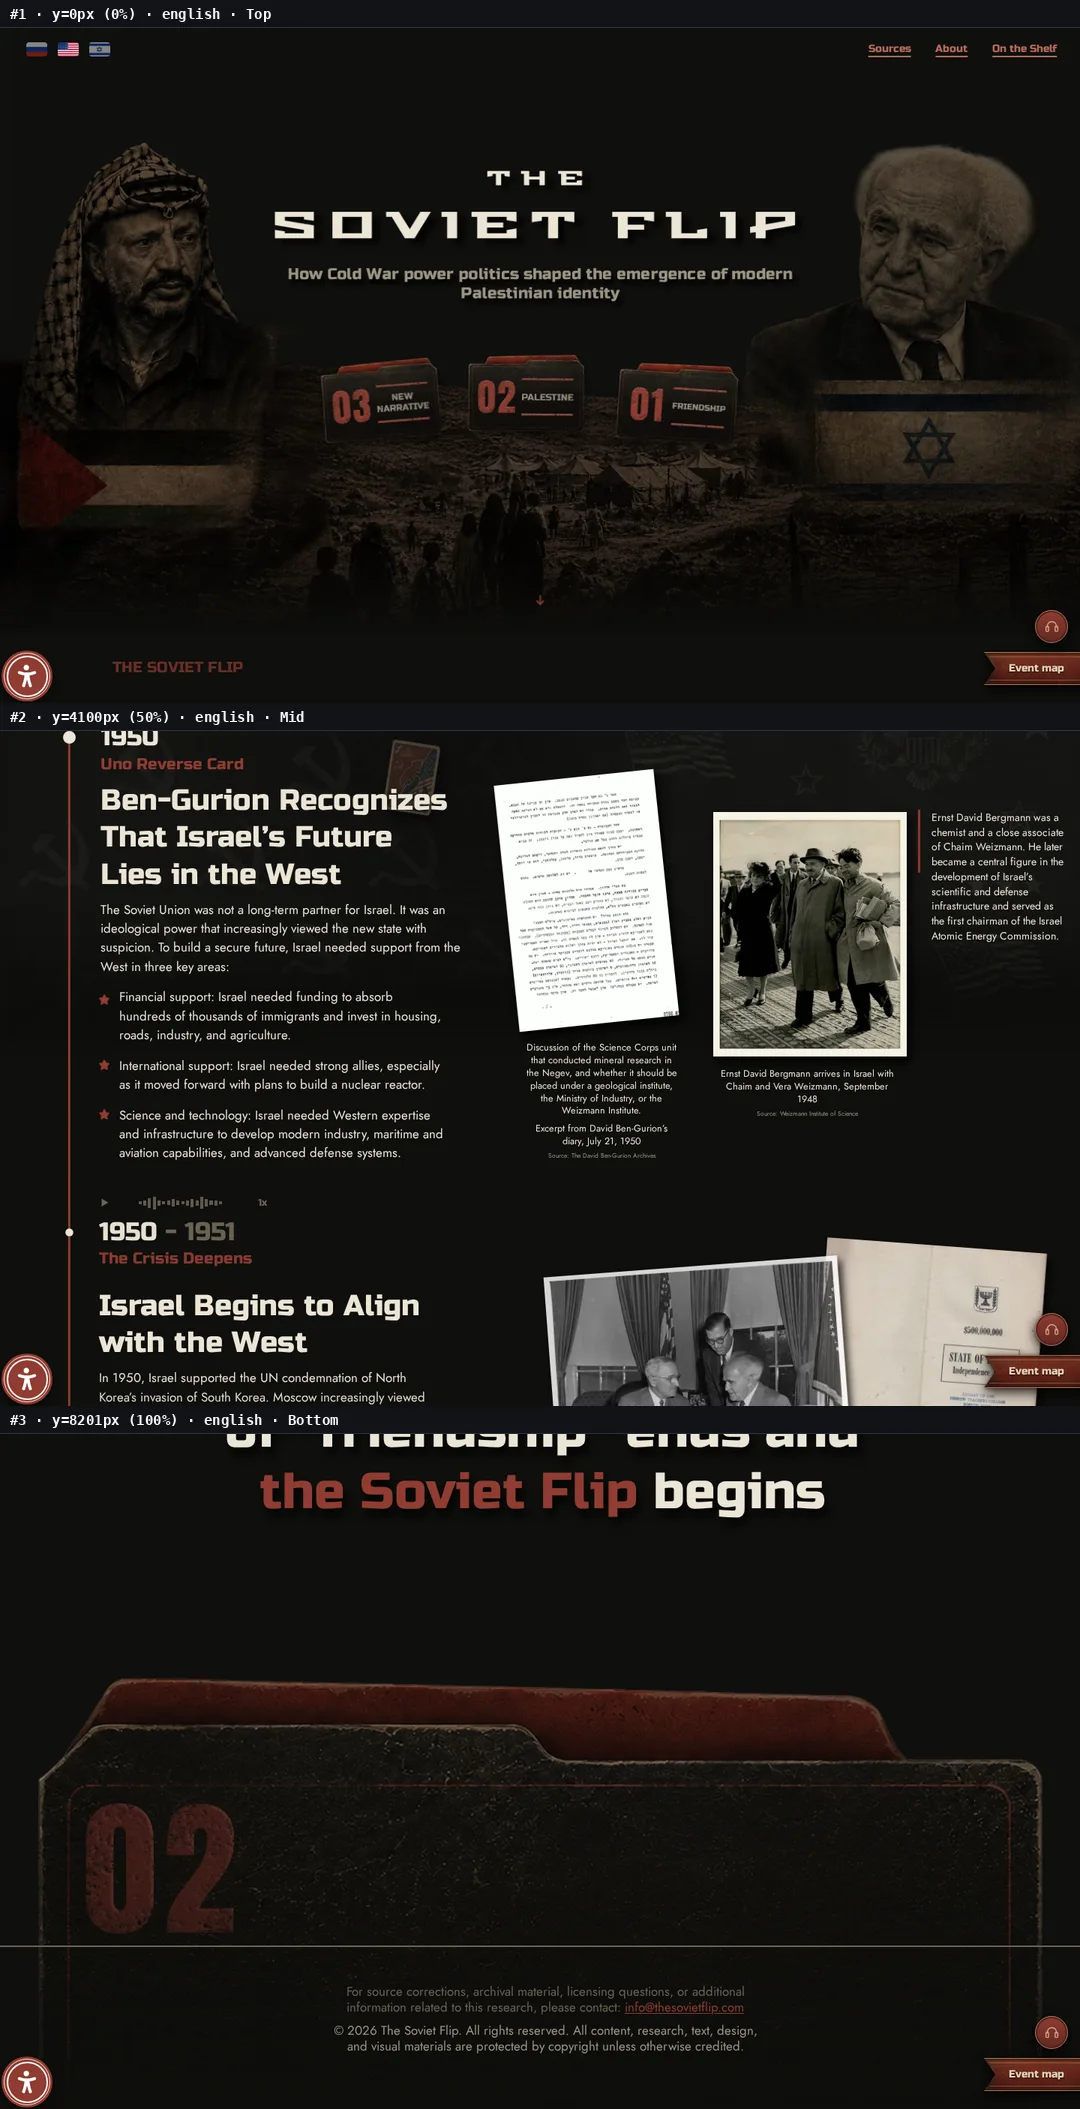 #1 · y=0px (0%) · english · Top
Sources About On the Shelf
THE
SOVIET FLIP
How Cold War power politics shaped the emergence of modern
Palestinian identity
03 NEW NARRATIVE
02 PALESTINE
01 FRIENDSHIP
THE SOVIET FLIP
Event map
#2 · y=4100px (50%) · english · Mid
1950
Uno Reverse Card
Ben-Gurion Recognizes
That Israel's Future
Lies in the West
The Soviet Union was not a long-term partner for Israel. It was an
ideological power that increasingly viewed the new state with
suspicion. To build a secure future, Israel needed support from the
West in three key areas:
Financial support: Israel needed funding to absorb
hundreds of thousands of immigrants and invest in housing,
roads, industry, and agriculture.
International support: Israel needed strong allies, especially
as it moved forward with plans to build a nuclear reactor.
Science and technology: Israel needed Western expertise
and infrastructure to develop modern industry, maritime and
aviation capabilities, and advanced defense systems.
Discussion of the Science Corps unit
that conducted mineral research in
the Negev, and whether it should be
placed under a geological institute,
the Ministry of Industry, or the
Weizmann Institute.
Excerpt from David Ben-Gurion's
diary, July 21, 1950
Source: The David Ben-Gurion Archives
Ernst David Bergmann arrives in Israel with
Chaim and Vera Weizmann, September
1948
Source: Weizmann Institute of Science
Ernst David Bergmann was a
chemist and a close associate
of Chaim Weizmann. He later
became a central figure in the
development of Israel's
scientific and defense
infrastructure and served as
the first chairman of the Israel
Atomic Energy Commission.
1x
1950 - 1951
The Crisis Deepens
Israel Begins to Align
with the West
In 1950, Israel supported the UN condemnation of North
Korea's invasion of South Korea. Moscow increasingly viewed
$500,000,000
STATE OF
Independence
Event map
#3 · y=8201px (100%) · english · Bottom
of "friendship" ends and
the Soviet Flip begins
02
For source corrections, archival material, licensing questions, or additional
information related to this research, please contact: info@thesovietflip.com
© 2026 The Soviet Flip. All rights reserved. All content, research, text, design,
and visual materials are protected by copyright unless otherwise credited.
Event map